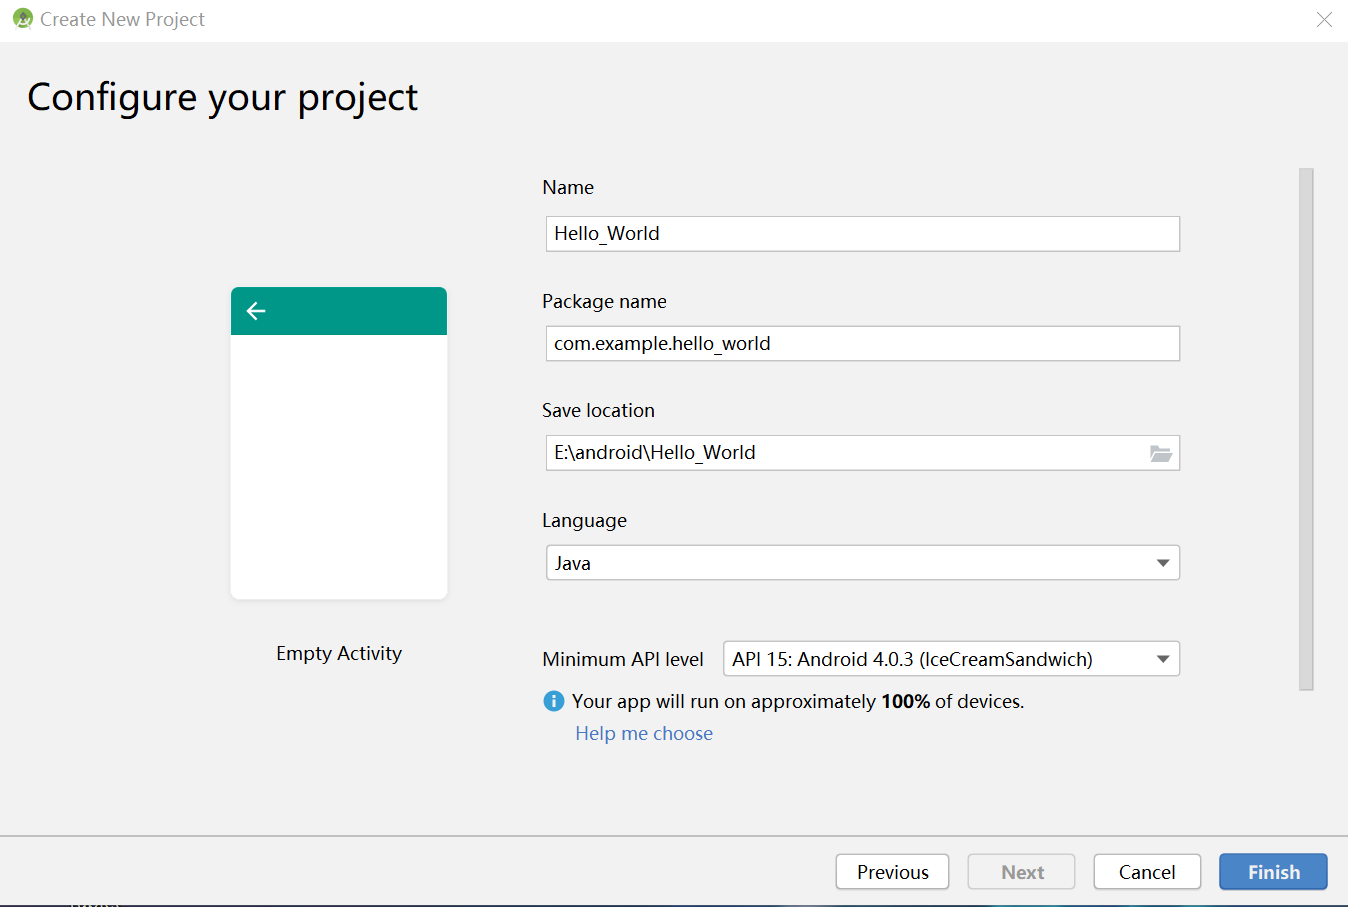 Create New Project
Configure your project
Name
Hello_World
Package name
com.example.hello_world
Save location
E:\android\Hello_World
Language
Java
Empty Activity
Minimum API level API 15: Android 4.0.3 (IceCreamSandwich)
Your app will run on approximately 100% of devices.
Help me choose
Previous Next Cancel Finish